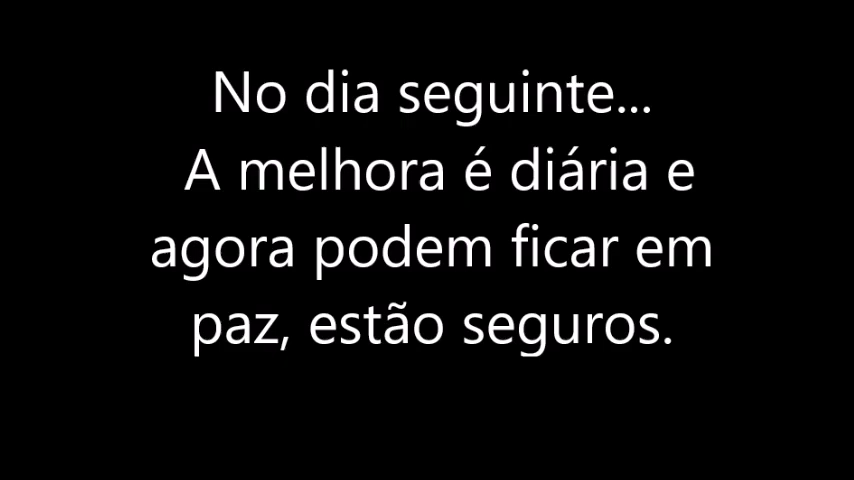 No dia seguinte...
A melhora é diária e
agora podem ficar em
paz, estão seguros.